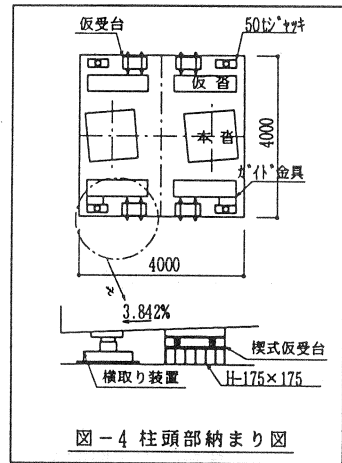 仮受台
50tジャッキ
仮沓
本沓
4000
ガイド金具
4000
3.842%
楔式仮受台
横取り装置
H-175×175
図-4 柱頭部納まり図